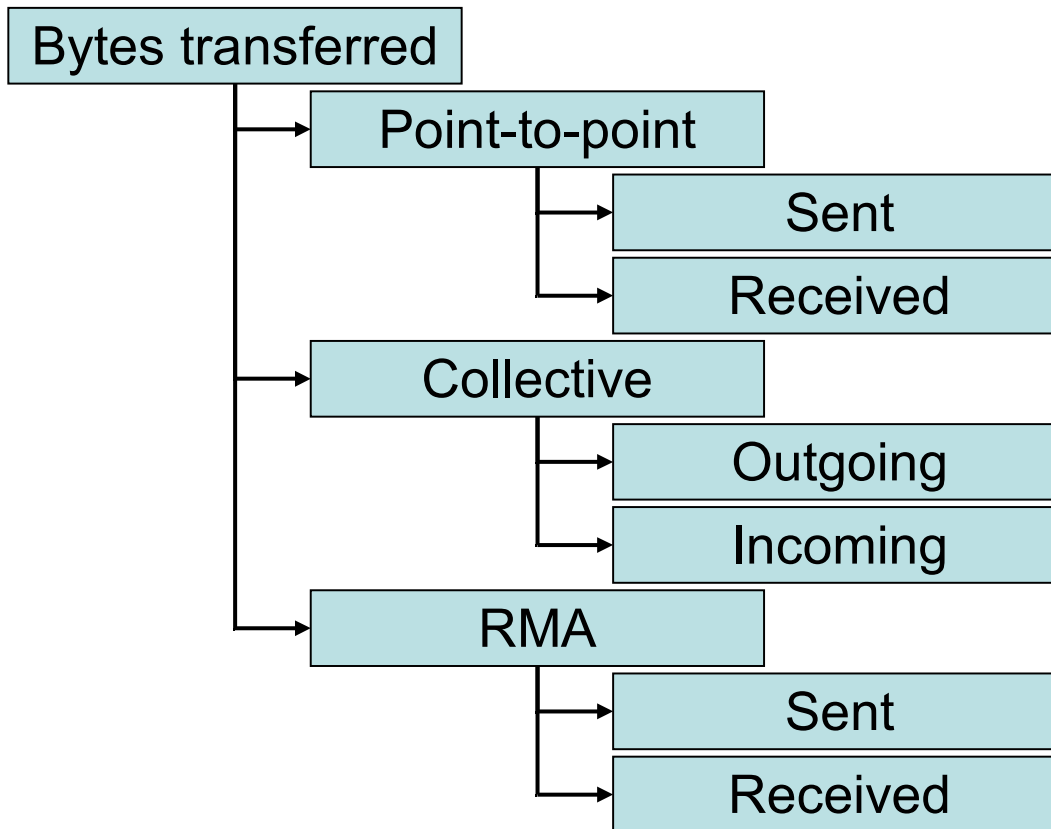 Bytes transferred
Point-to-point
Sent
Received
Collective
Outgoing
Incoming
RMA
Sent
Received